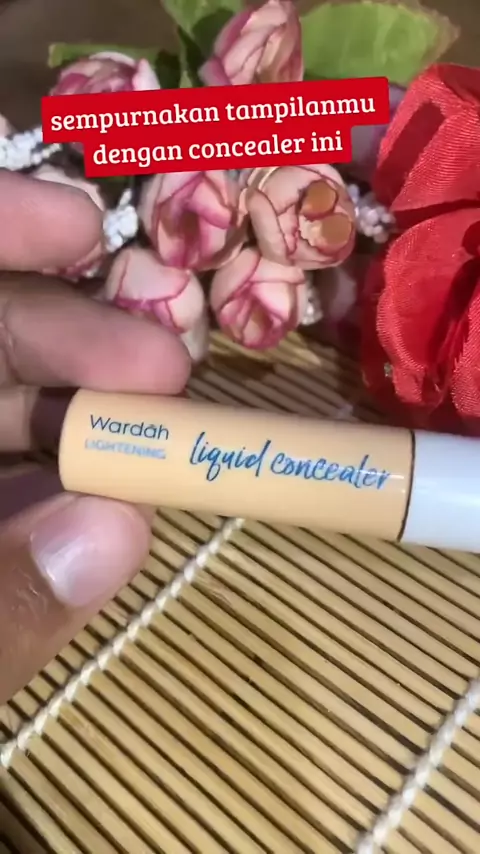 sempurnakan tampilanmu
dengan concealer ini
Wardah
LIGHTENING
liquid concealer